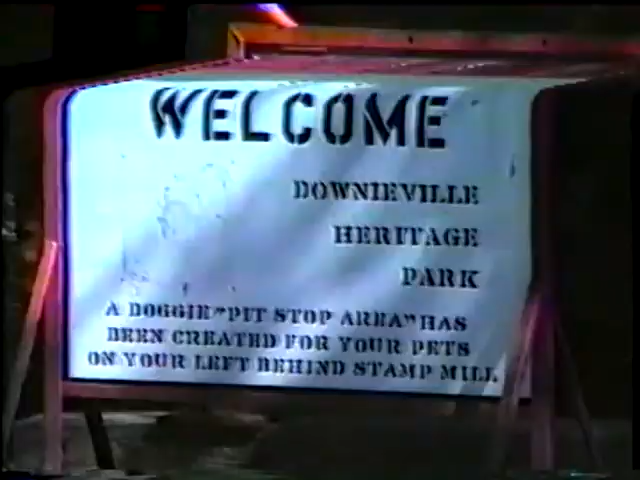 WELCOME
DOWNIEVILLE
HERITAGE
PARK
A DOGGIE "PIT STOP AREA" HAS
BEEN CREATED FOR YOUR PETS
ON YOUR LEFT BEHIND STAMP MILL